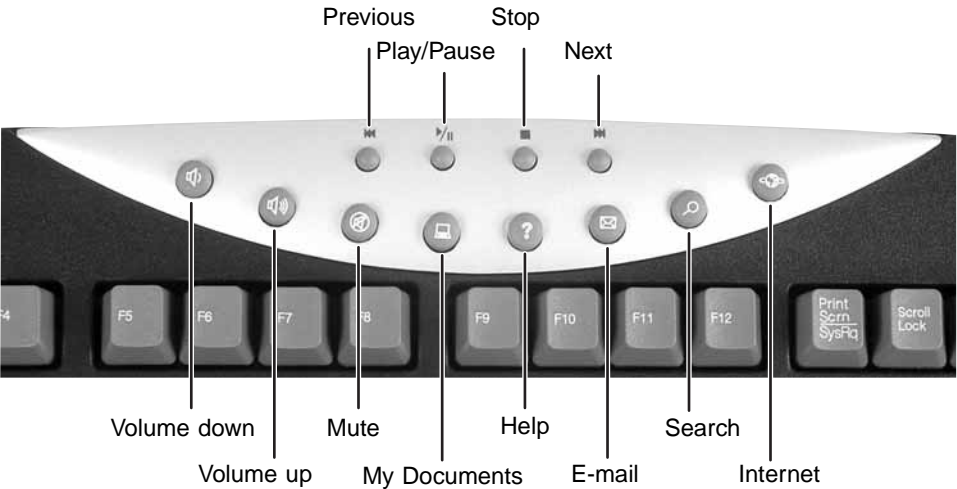 Previous Stop
Play/Pause Next
?
F4 F5 F6 F7 F8 F9 F10 F11 F12
Print
Scrn
SysRq
Scroll
Lock
Volume down Mute Help Search
Volume up My Documents E-mail Internet